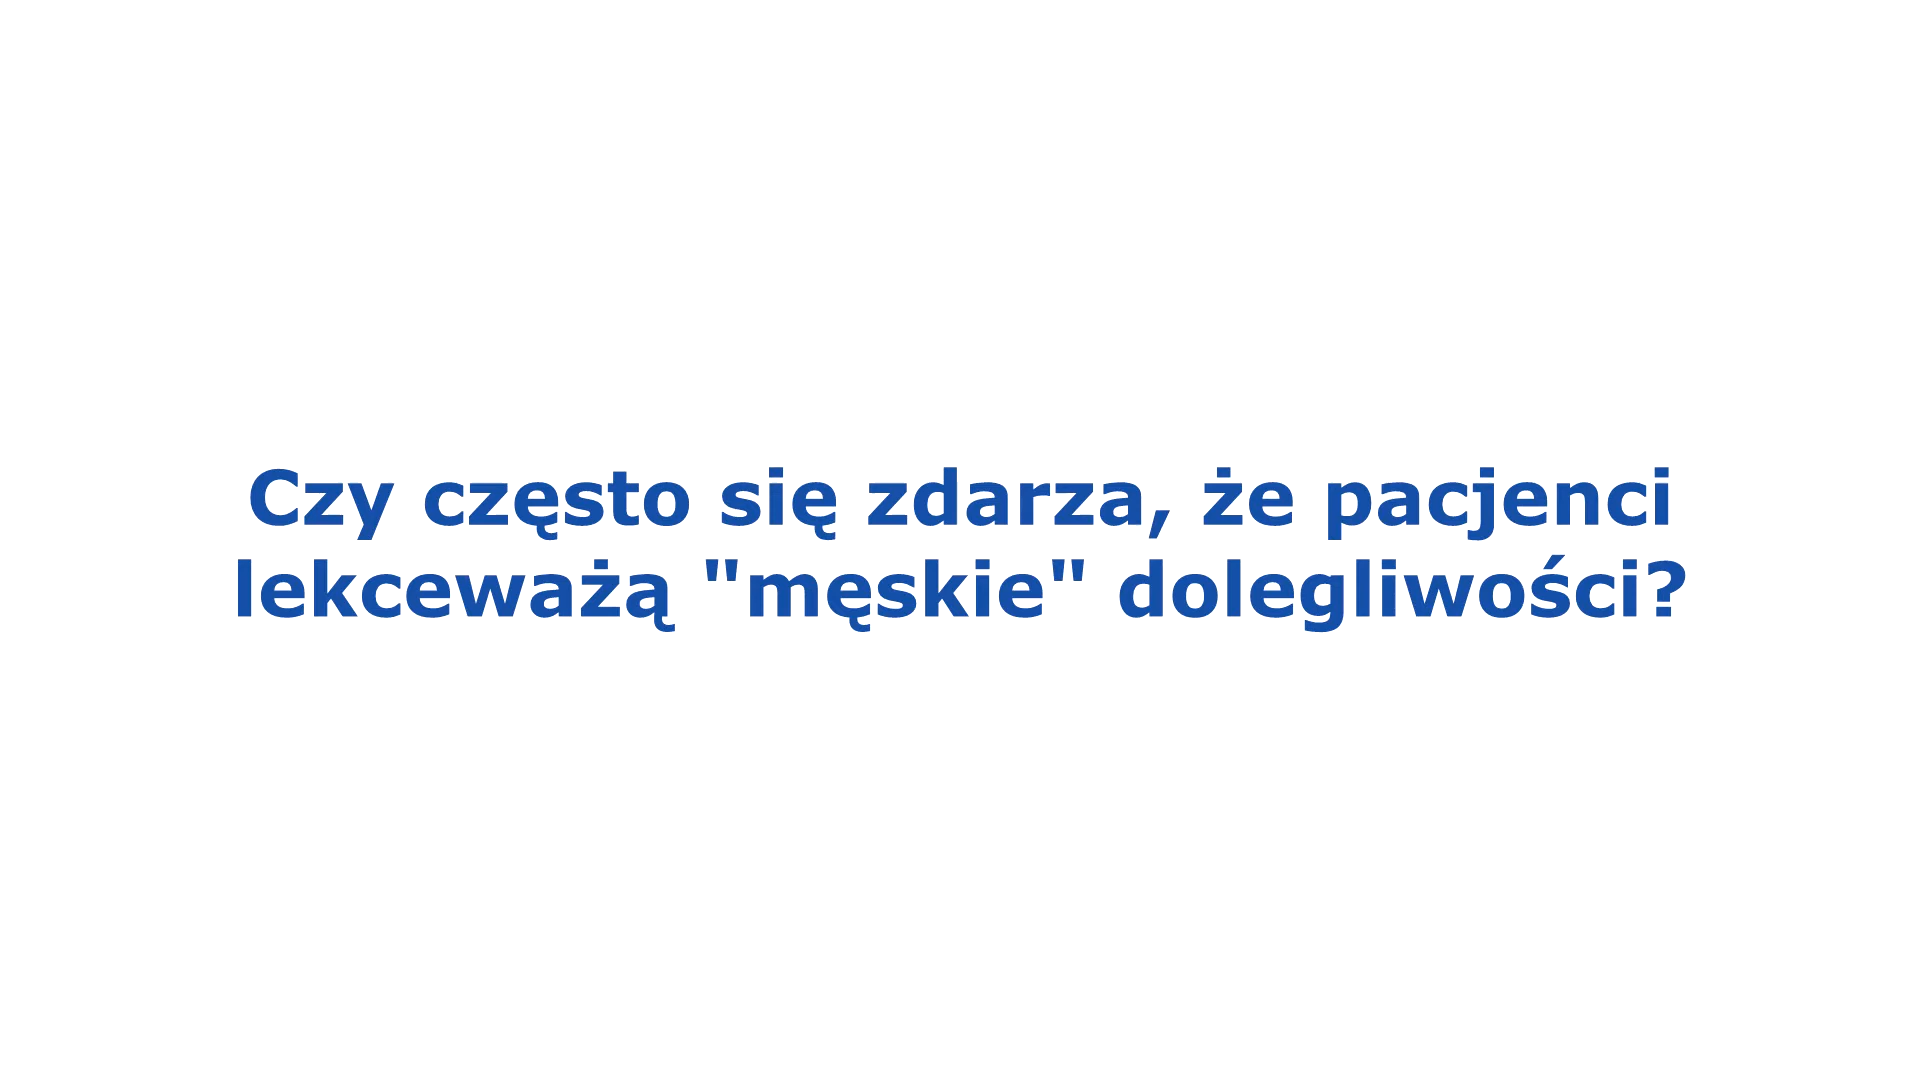 Czy często się zdarza, że pacjenci
lekceważą "męskie" dolegliwości?